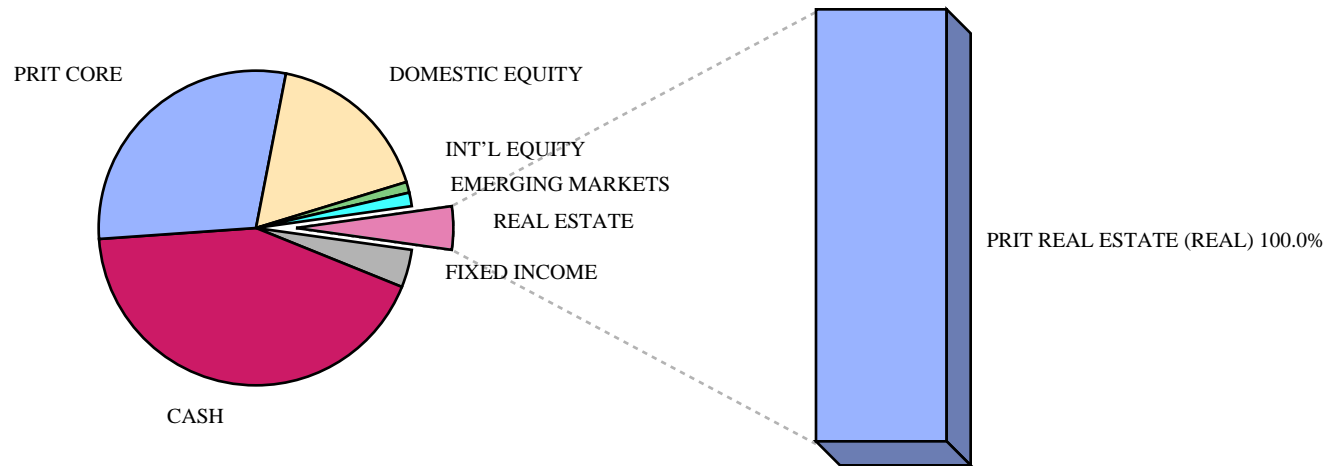 PRIT CORE
DOMESTIC EQUITY
INT'L EQUITY
EMERGING MARKETS
REAL ESTATE
PRIT REAL ESTATE (REAL) 100.0%
FIXED INCOME
CASH